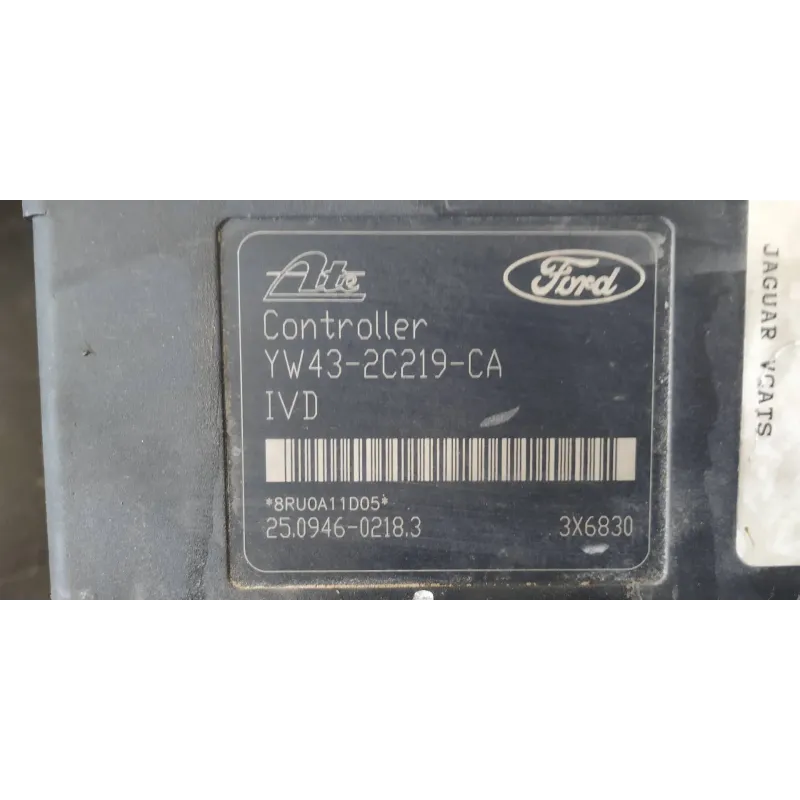 Ate
Ford
Controller
YW43-2C219-CA
IVD
*8RU0A11D05*
25.0946-0218.3
3X6830
JAGUAR VCATS